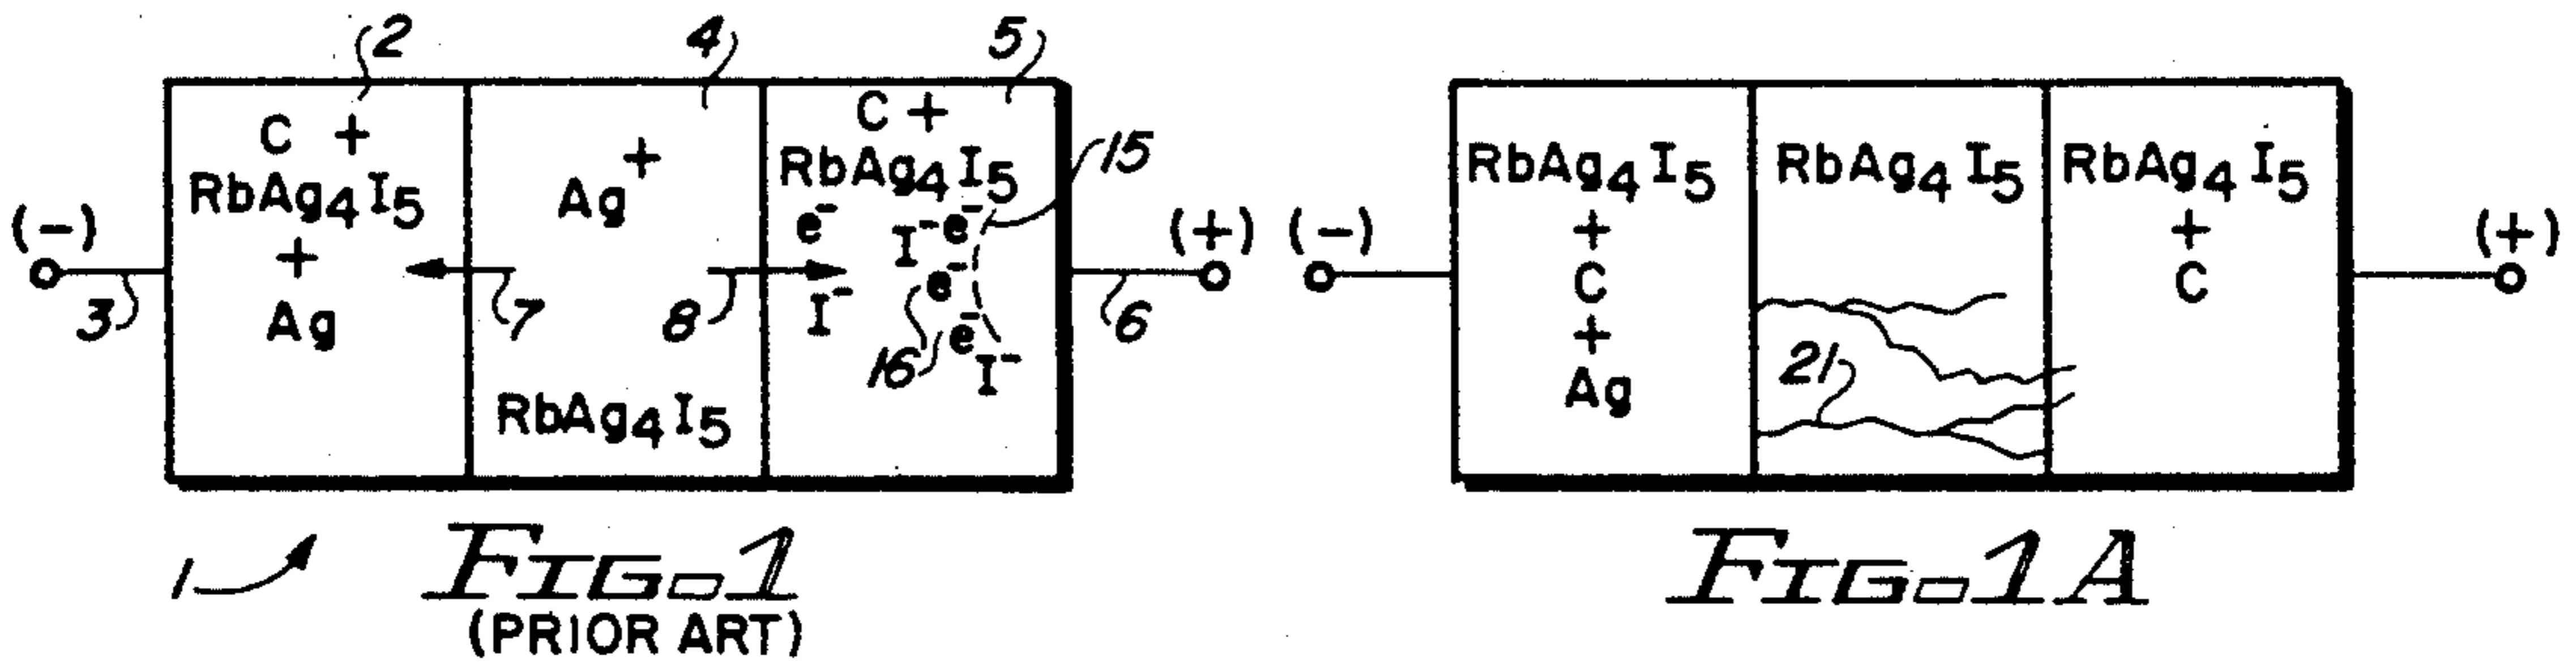 2
4
5
C +
RbAg4I5
+
Ag
(-)
3
Ag+
7
8
RbAg4I5
C +
RbAg4I5
15
e-
I- e-
e-
I-
16
e-
I-
(+)
6
1
FIG. 1
(PRIOR ART)
(-)
RbAg4I5
+
C
+
Ag
RbAg4I5
21
RbAg4I5
+
C
(+)
FIG. 1A